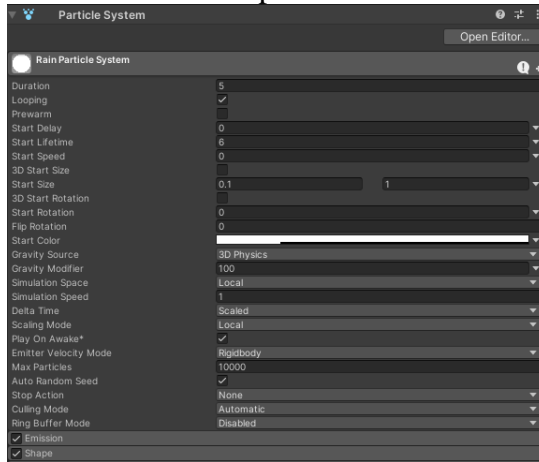 Particle System
Open Editor...
Rain Particle System
Duration 5
Looping
Prewarm
Start Delay 0
Start Lifetime 6
Start Speed 0
3D Start Size
Start Size 0.1 1
3D Start Rotation
Start Rotation 0
Flip Rotation 0
Start Color
Gravity Source 3D Physics
Gravity Modifier 100
Simulation Space Local
Simulation Speed 1
Delta Time Scaled
Scaling Mode Local
Play On Awake*
Emitter Velocity Mode Rigidbody
Max Particles 10000
Auto Random Seed
Stop Action None
Culling Mode Automatic
Ring Buffer Mode Disabled
Emission
Shape